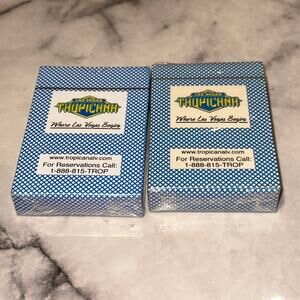 LAS VEGAS
TROPICANA
Where Las Vegas Begins
www.tropicanalv.com
For Reservations Call:
1-888-815-TROP
LAS VEGAS
TROPICANA
Where Las Vegas Begins
www.tropicanalv.com
For Reservations Call:
1-888-815-TROP